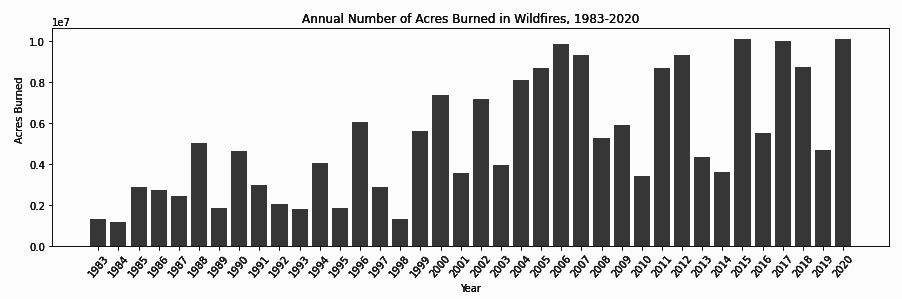 Annual Number of Acres Burned in Wildfires, 1983-2020
1e7
1.0
0.8
0.6
0.4
0.2
0.0
Acres Burned
1983 1984 1985 1986 1987 1988 1989 1990 1991 1992 1993 1994 1995 1996 1997 1998 1999 2000 2001 2002 2003 2004 2005 2006 2007 2008 2009 2010 2011 2012 2013 2014 2015 2016 2017 2018 2019 2020
Year